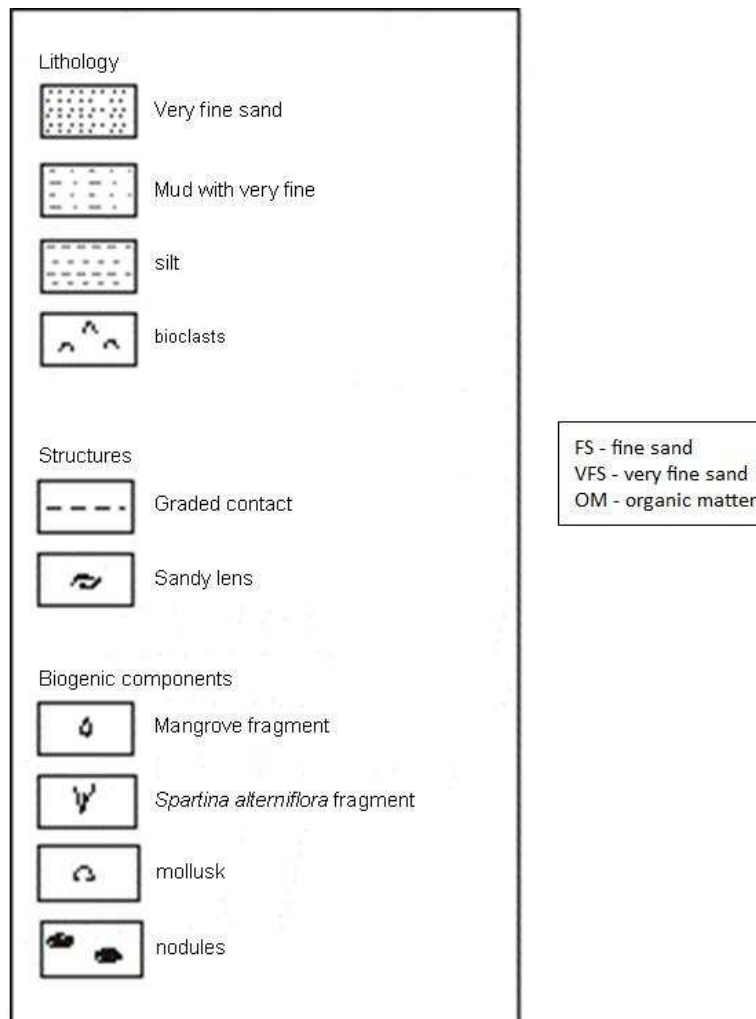 Lithology
Very fine sand
Mud with very fine
silt
bioclasts
Structures
Graded contact
Sandy lens
Biogenic components
Mangrove fragment
Spartina alterniflora fragment
mollusk
nodules
FS - fine sand
VFS - very fine sand
OM - organic matter